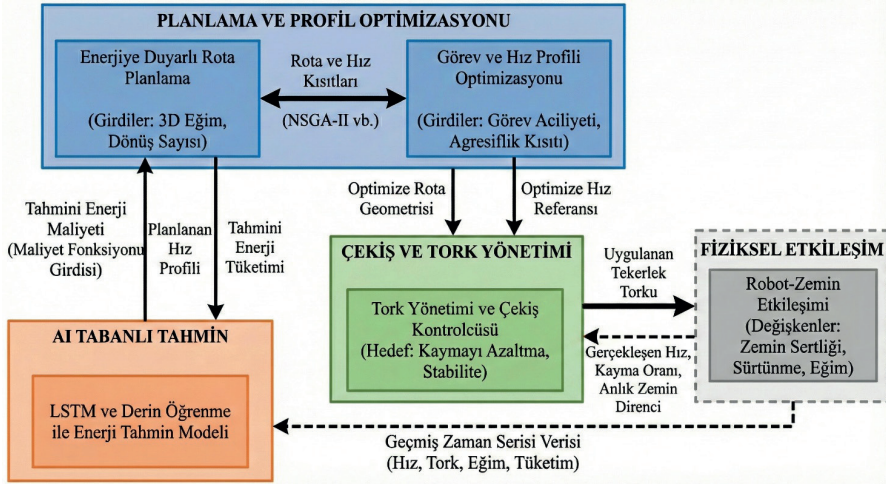 PLANLAMA VE PROFİL OPTİMİZASYONU
Enerjiye Duyarlı Rota
Planlama
(Girdiler: 3D Eğim,
Dönüş Sayısı)
Rota ve Hız
Kısıtları
(NSGA-II vb.)
Görev ve Hız Profili
Optimizasyonu
(Girdiler: Görev Aciliyeti,
Agresiflik Kısıtı)
Tahmini Enerji
Maliyeti
(Maliyet Fonksiyonu
Girdisi)
Planlanan
Hız
Profili
Tahmini
Enerji
Tüketimi
Optimize Rota
Geometrisi
Optimize Hız
Referansı
ÇEKİŞ VE TORK YÖNETİMİ
Tork Yönetimi ve Çekiş
Kontrolcüsü
(Hedef: Kaymayı Azaltma,
Stabilite)
Uygulanan
Tekerlek
Torku
Gerçekleşen Hız,
Kayma Oranı,
Anlık Zemin
Direnci
FİZİKSEL ETKİLEŞİM
Robot-Zemin
Etkileşimi
(Değişkenler:
Zemin Sertliği,
Sürtünme, Eğim)
AI TABANLI TAHMİN
LSTM ve Derin Öğrenme
ile Enerji Tahmin Modeli
Geçmiş Zaman Serisi Verisi
(Hız, Tork, Eğim, Tüketim)